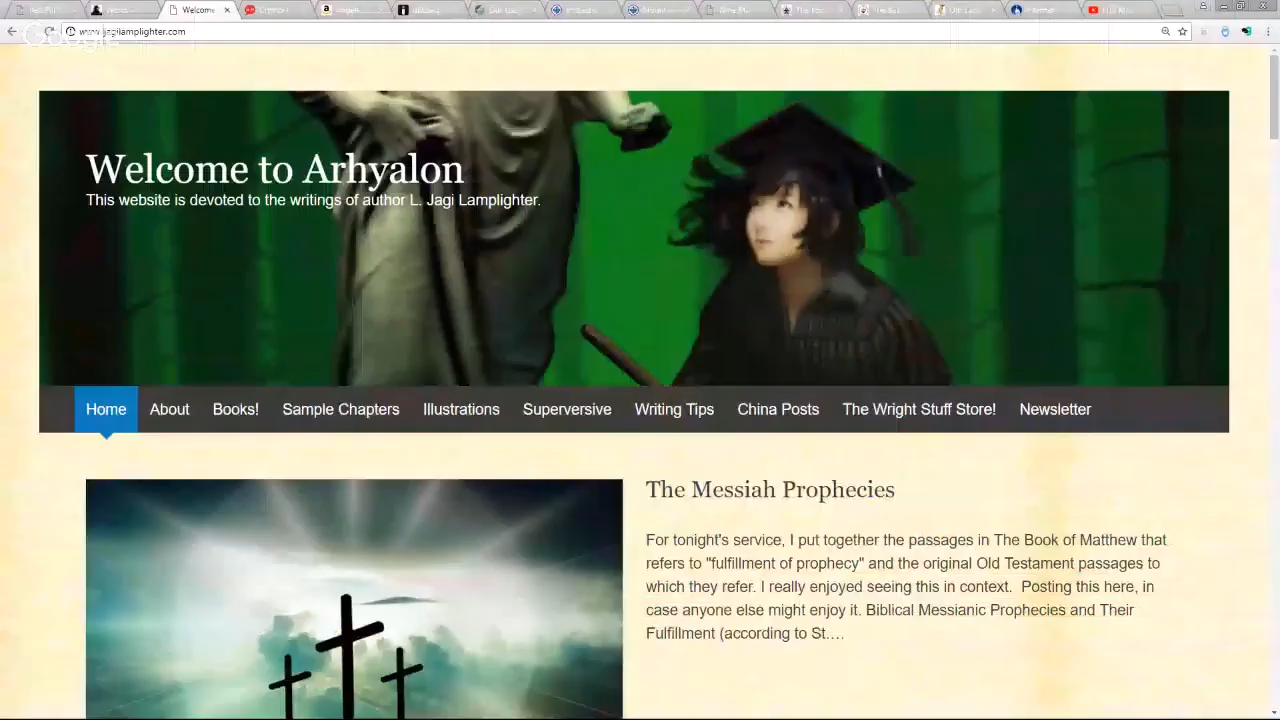 Welcome
www.jagilamplighter.com
Google
Welcome to Arhyalon
This website is devoted to the writings of author L. Jagi Lamplighter.
Home About Books! Sample Chapters Illustrations Superversive Writing Tips China Posts The Wright Stuff Store! Newsletter
The Messiah Prophecies
For tonight's service, I put together the passages in The Book of Matthew that
refers to "fulfillment of prophecy" and the original Old Testament passages to
which they refer. I really enjoyed seeing this in context.  Posting this here, in
case anyone else might enjoy it. Biblical Messianic Prophecies and Their
Fulfillment (according to St.…